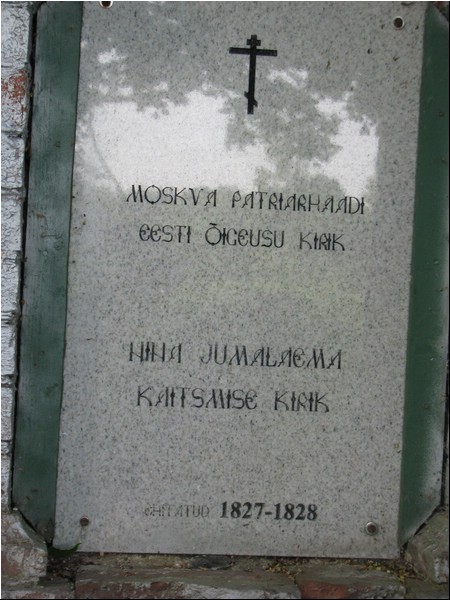 MOSKVA PATRIARHAADI
EESTI ÕIGEUSU KIRIK
NINA JUMALAEMA
KAITSMISE KIRIK
EHITATUD 1827-1828